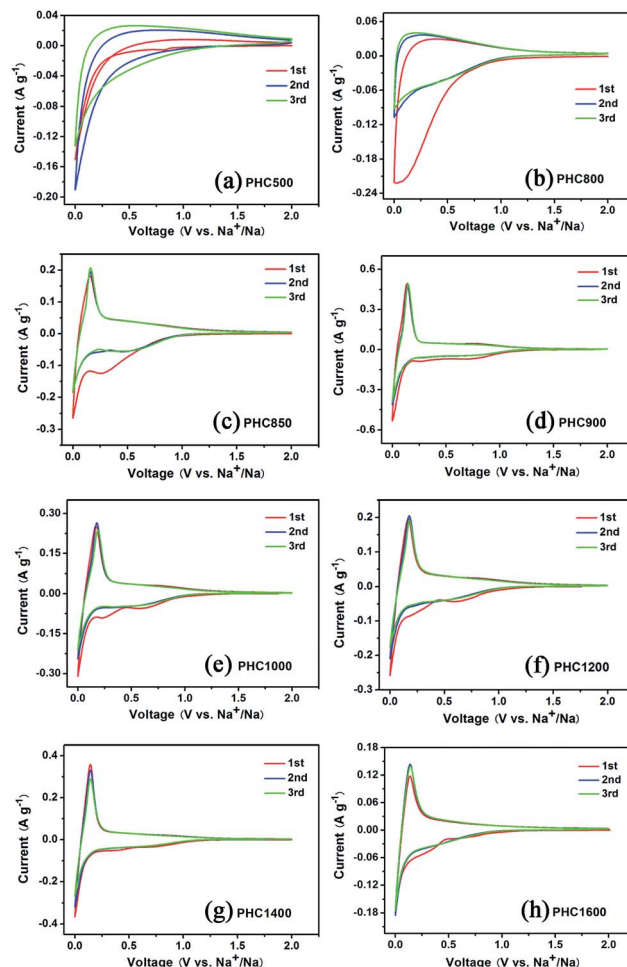 0.04
0.00
-0.04
-0.08
-0.12
-0.16
-0.20
Current (A g-1)
1st
2nd
3rd
(a) PHC500
0.0 0.5 1.0 1.5 2.0
Voltage (V vs. Na+/Na)
0.06
0.00
-0.06
-0.12
-0.18
-0.24
Current (A g-1)
1st
2nd
3rd
(b) PHC800
0.0 0.5 1.0 1.5 2.0
Voltage (V vs. Na+/Na)
0.2
0.1
0.0
-0.1
-0.2
-0.3
Current (A g-1)
1st
2nd
3rd
(c) PHC850
0.0 0.5 1.0 1.5 2.0
Voltage (V vs. Na+/Na)
0.6
0.3
0.0
-0.3
-0.6
Current (A g-1)
1st
2nd
3rd
(d) PHC900
0.0 0.5 1.0 1.5 2.0
Voltage (V vs. Na+/Na)
0.30
0.15
0.00
-0.15
-0.30
Current (A g-1)
1st
2nd
3rd
(e) PHC1000
0.0 0.5 1.0 1.5 2.0
Voltage (V vs. Na+/Na)
0.2
0.1
0.0
-0.1
-0.2
-0.3
Current (A g-1)
1st
2nd
3rd
(f) PHC1200
0.0 0.5 1.0 1.5 2.0
Voltage (V vs. Na+/Na)
0.4
0.2
0.0
-0.2
-0.4
Current (A g-1)
1st
2nd
3rd
(g) PHC1400
0.0 0.5 1.0 1.5 2.0
Voltage (V vs. Na+/Na)
0.18
0.12
0.06
0.00
-0.06
-0.12
-0.18
Current (A g-1)
1st
2nd
3rd
(h) PHC1600
0.0 0.5 1.0 1.5 2.0
Voltage (V vs. Na+/Na)